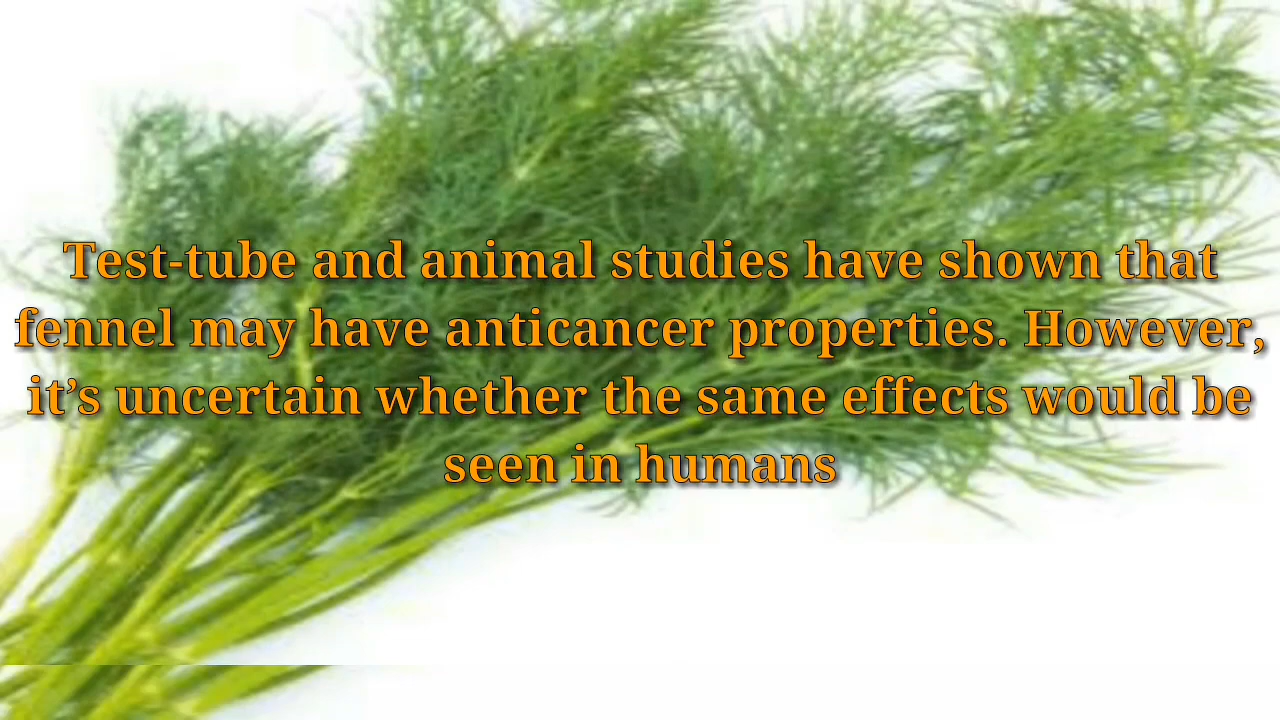 Test-tube and animal studies have shown that
fennel may have anticancer properties. However,
it’s uncertain whether the same effects would be
seen in humans